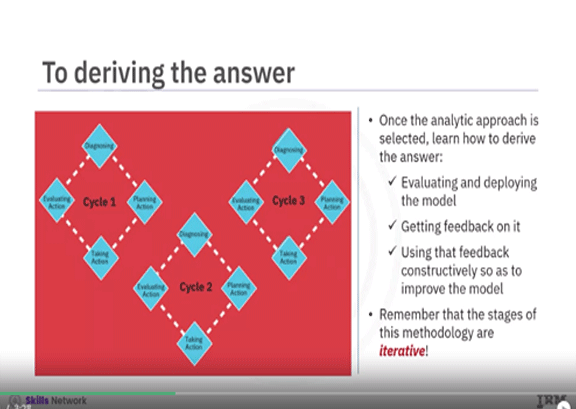 To deriving the answer
Diagnosing
Evaluating
Action
Cycle 1
Planning
Action
Taking
Action
Diagnosing
Evaluating
Action
Cycle 2
Planning
Action
Taking
Action
Diagnosing
Evaluating
Action
Cycle 3
Planning
Action
Taking
Action
• Once the analytic approach is
selected, learn how to derive
the answer:
✓ Evaluating and deploying
the model
✓ Getting feedback on it
✓ Using that feedback
constructively so as to
improve the model
• Remember that the stages of
this methodology are
iterative!
Skills Network
IBM